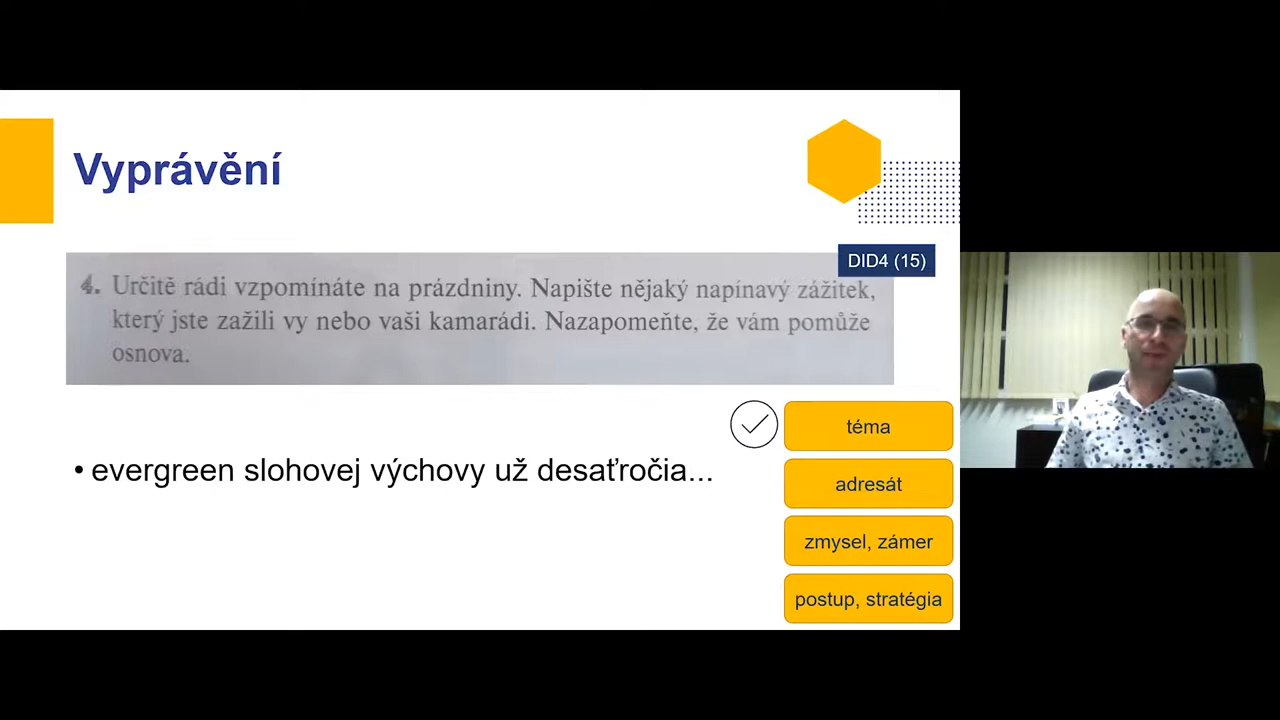 Vyprávění
DID4 (15)
4. Určitě rádi vzpomínáte na prázdniny. Napište nějaký napínavý zážitek,
který jste zažili vy nebo vaši kamarádi. Nazapomeňte, že vám pomůže
osnova.
• evergreen slohovej výchovy už desaťročia...
téma
adresát
zmysel, zámer
postup, stratégia